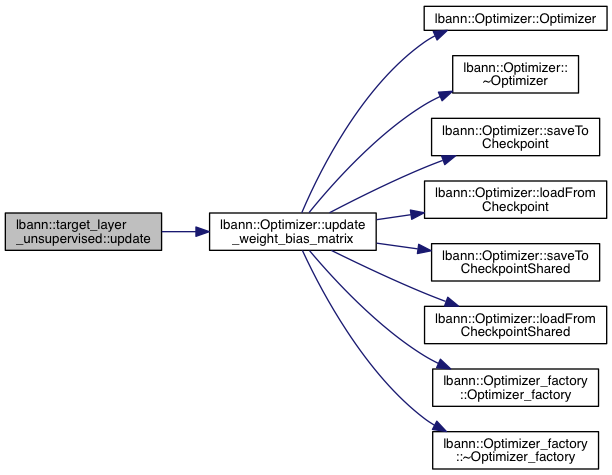 lbann::target_layer
_unsupervised::update
lbann::Optimizer::update
_weight_bias_matrix
lbann::Optimizer::Optimizer
lbann::Optimizer::
~Optimizer
lbann::Optimizer::saveTo
Checkpoint
lbann::Optimizer::loadFrom
Checkpoint
lbann::Optimizer::saveTo
CheckpointShared
lbann::Optimizer::loadFrom
CheckpointShared
lbann::Optimizer_factory
::Optimizer_factory
lbann::Optimizer_factory
::~Optimizer_factory